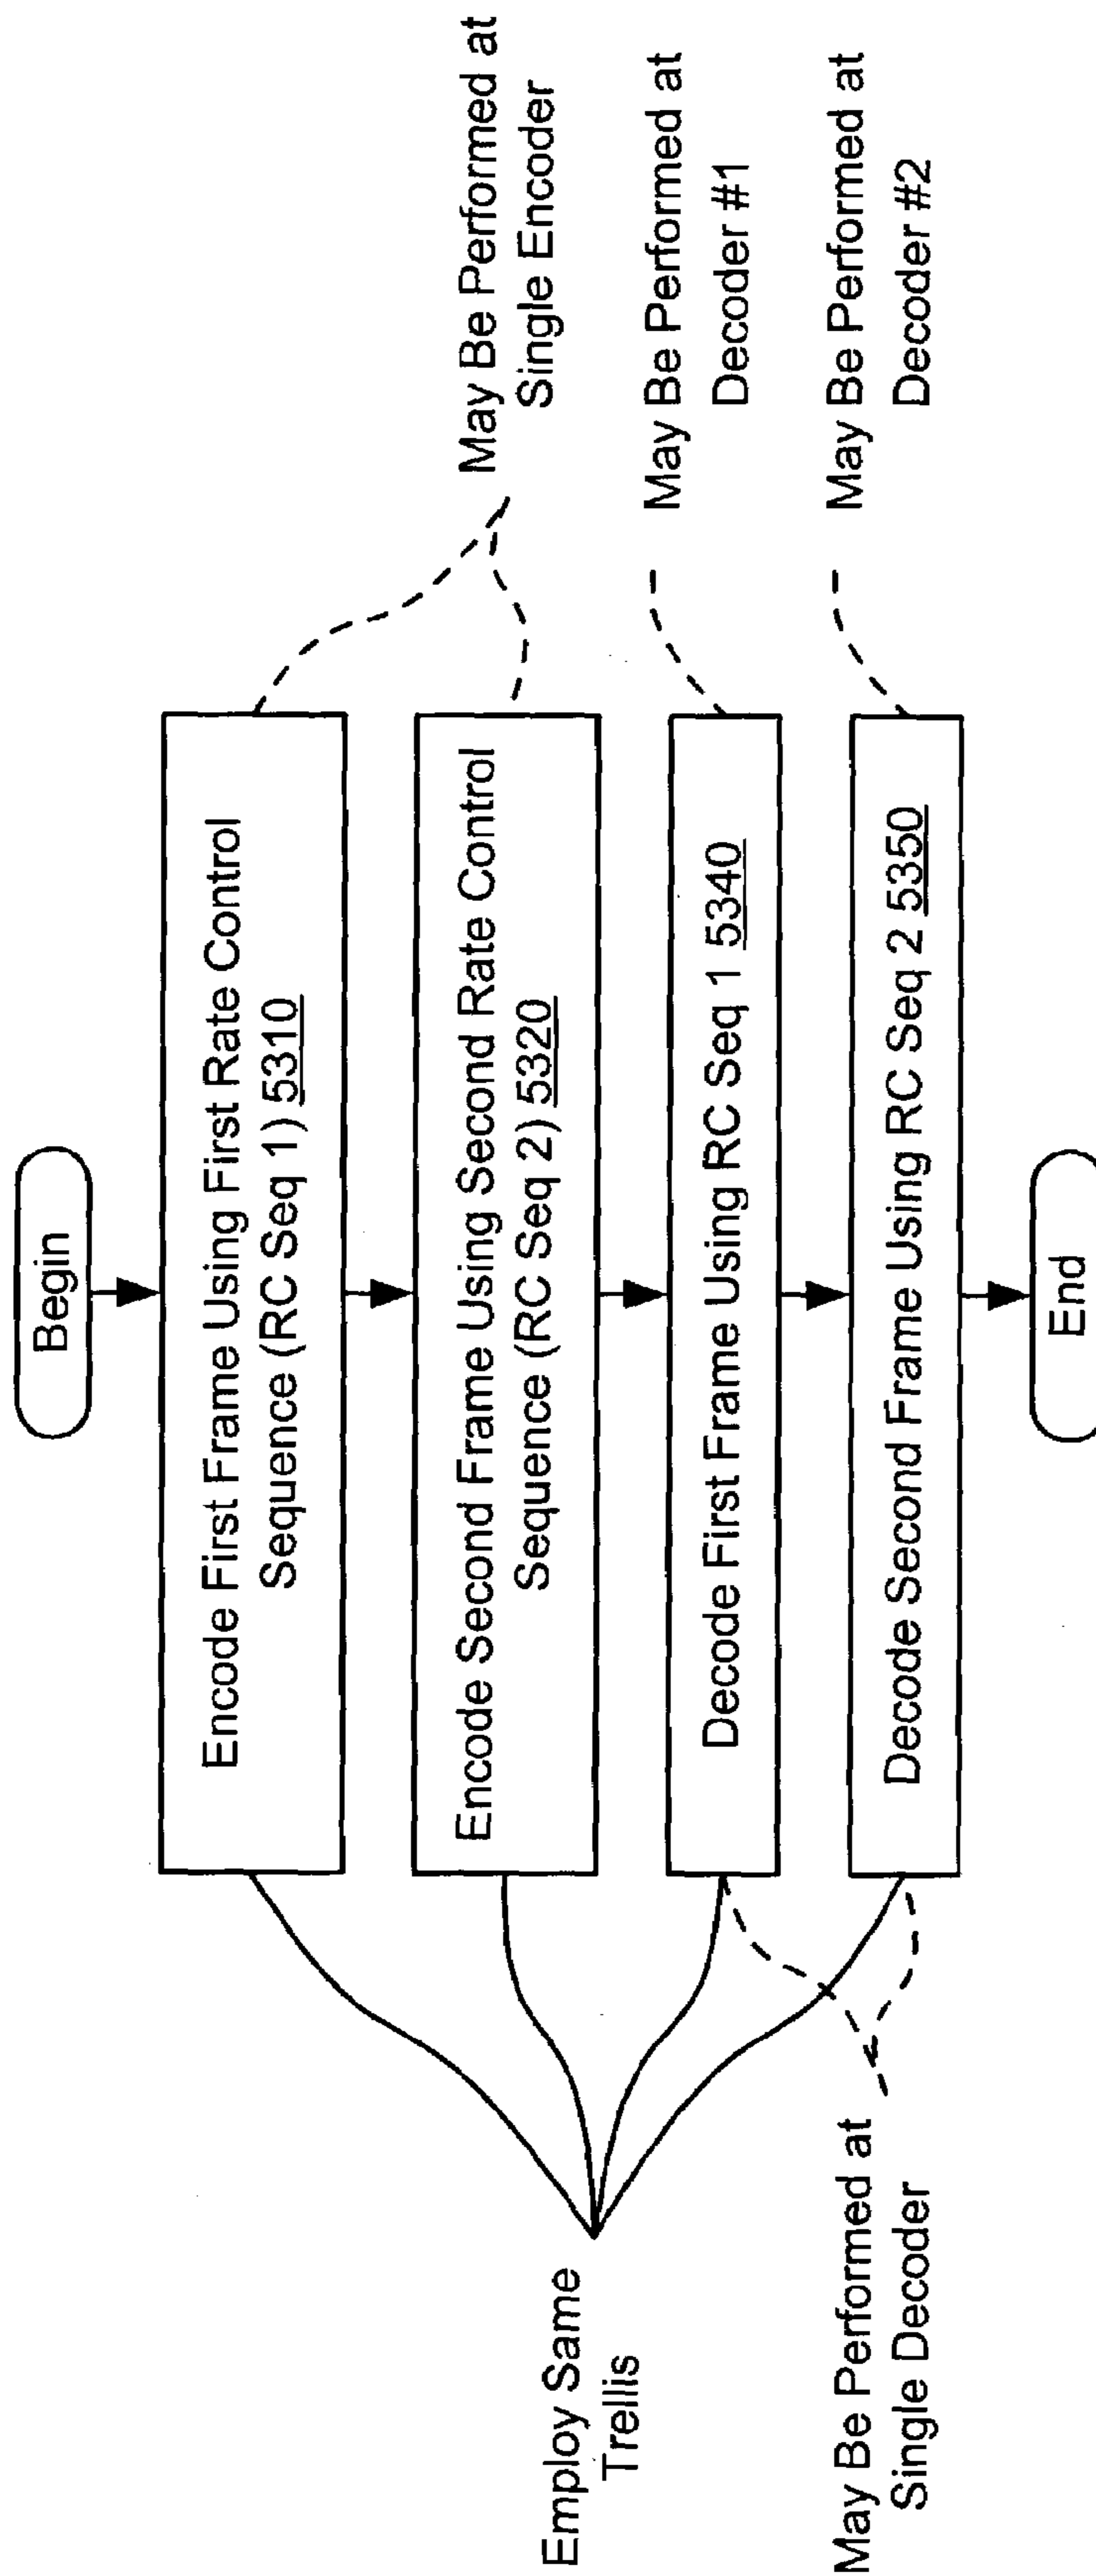 Begin
Encode First Frame Using First Rate Control
Sequence (RC Seq 1) 5310
Encode Second Frame Using Second Rate Control
Sequence (RC Seq 2) 5320
Decode First Frame Using RC Seq 1 5340
Decode Second Frame Using RC Seq 2 5350
End
Employ Same
Trellis
May Be Performed at
Single Decoder
May Be Performed at
Single Encoder
May Be Performed at
Decoder #1
May Be Performed at
Decoder #2